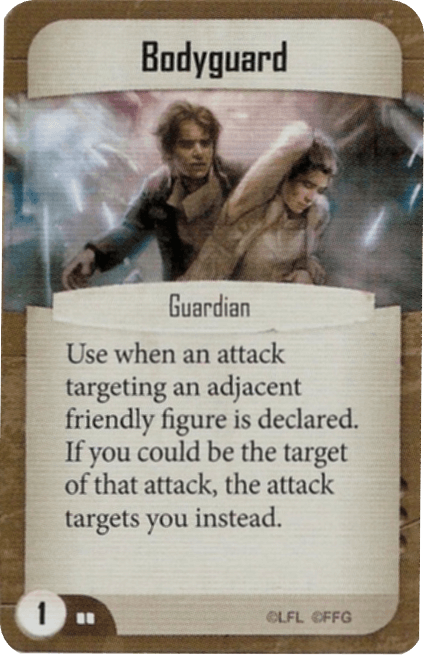 Bodyguard
Guardian
Use when an attack
targeting an adjacent
friendly figure is declared.
If you could be the target
of that attack, the attack
targets you instead.
1
©LFL ©FFG